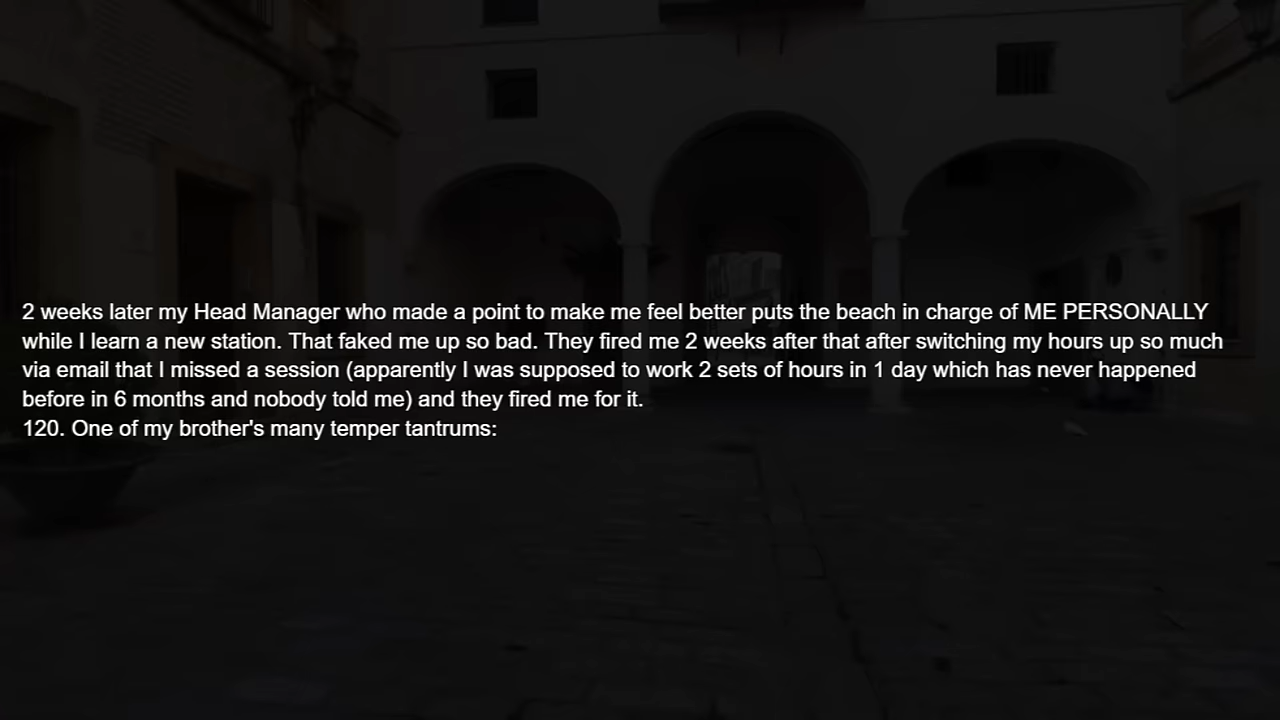 2 weeks later my Head Manager who made a point to make me feel better puts the beach in charge of ME PERSONALLY
while I learn a new station. That faked me up so bad. They fired me 2 weeks after that after switching my hours up so much
via email that I missed a session (apparently I was supposed to work 2 sets of hours in 1 day which has never happened
before in 6 months and nobody told me) and they fired me for it.
120. One of my brother's many temper tantrums: